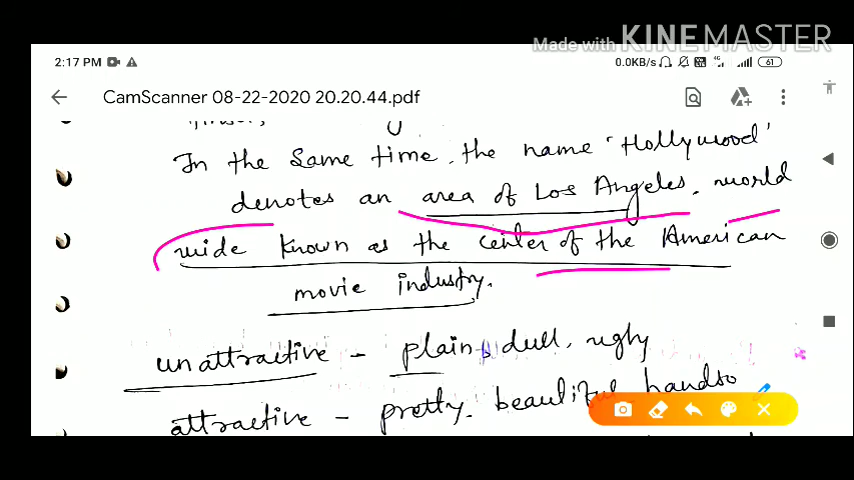 Made with KINEMASTER
2:17 PM 0.0KB/s 4G 61
CamScanner 08-22-2020 20.20.44.pdf
In the Same time, the name 'Hollywood'
denotes an area of Los Angeles, world
wide known as the center of the American
movie industry.
unattractive – plain, dull, ugly
attractive – pretty, beautiful, handso